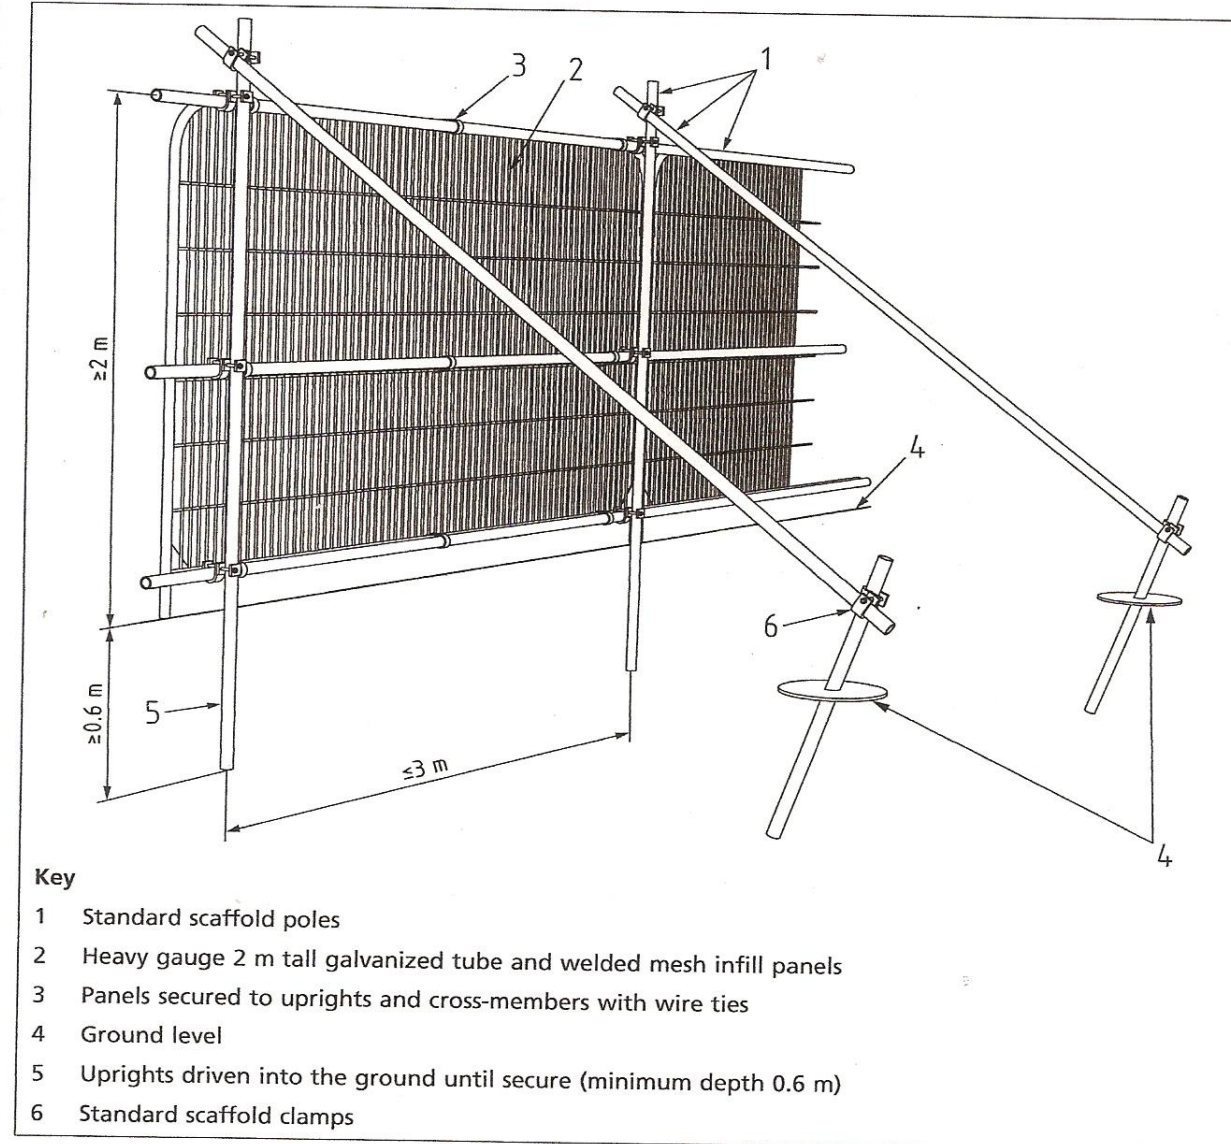 3
2
1
≥2 m
4
6
5
≥0.6 m
≤3 m
4
Key
1 Standard scaffold poles
2 Heavy gauge 2 m tall galvanized tube and welded mesh infill panels
3 Panels secured to uprights and cross-members with wire ties
4 Ground level
5 Uprights driven into the ground until secure (minimum depth 0.6 m)
6 Standard scaffold clamps